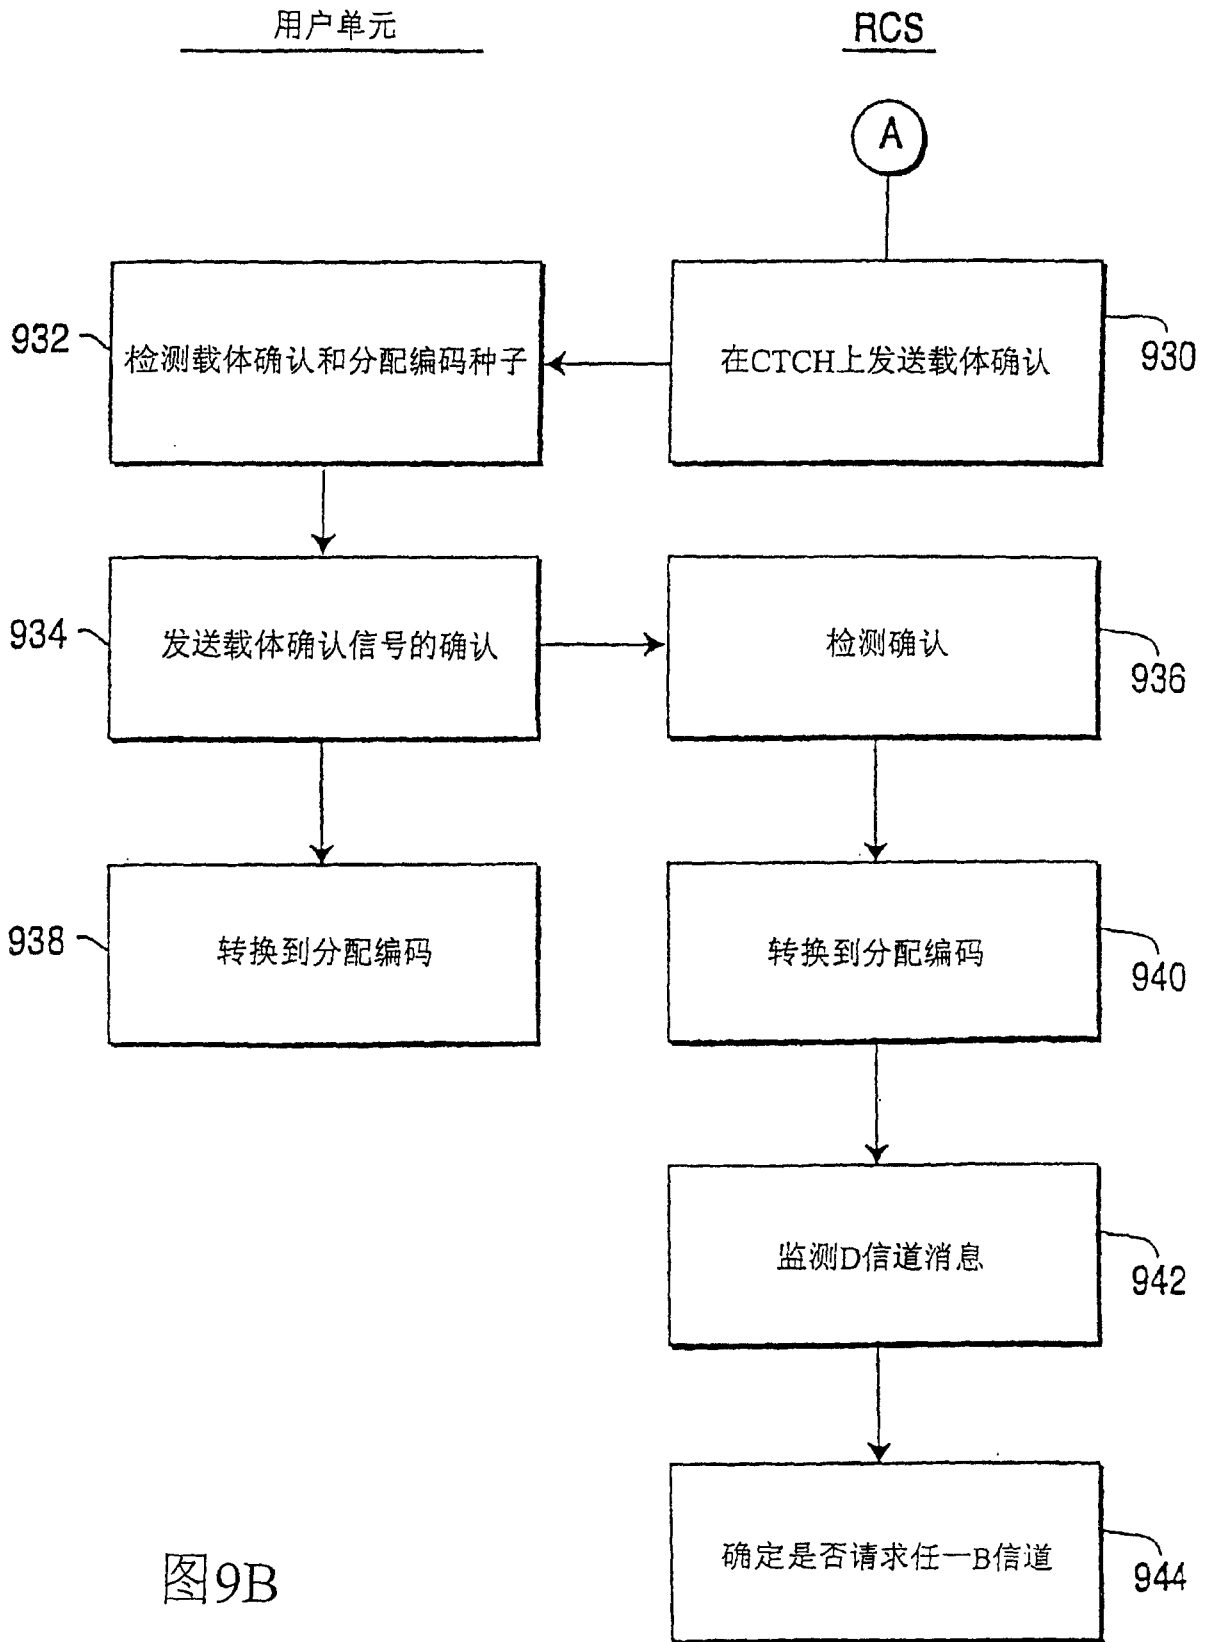 用户单元
RCS
A
932
检测载体确认和分配编码种子
在CTCH上发送载体确认
930
934
发送载体确认信号的确认
检测确认
936
938
转换到分配编码
转换到分配编码
940
监测D信道消息
942
确定是否请求任一B信道
944
图9B